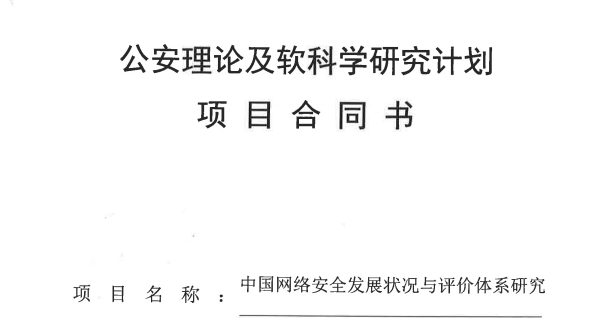 公安理论及软科学研究计划
项目合同书
项目名称：中国网络安全发展状况与评价体系研究